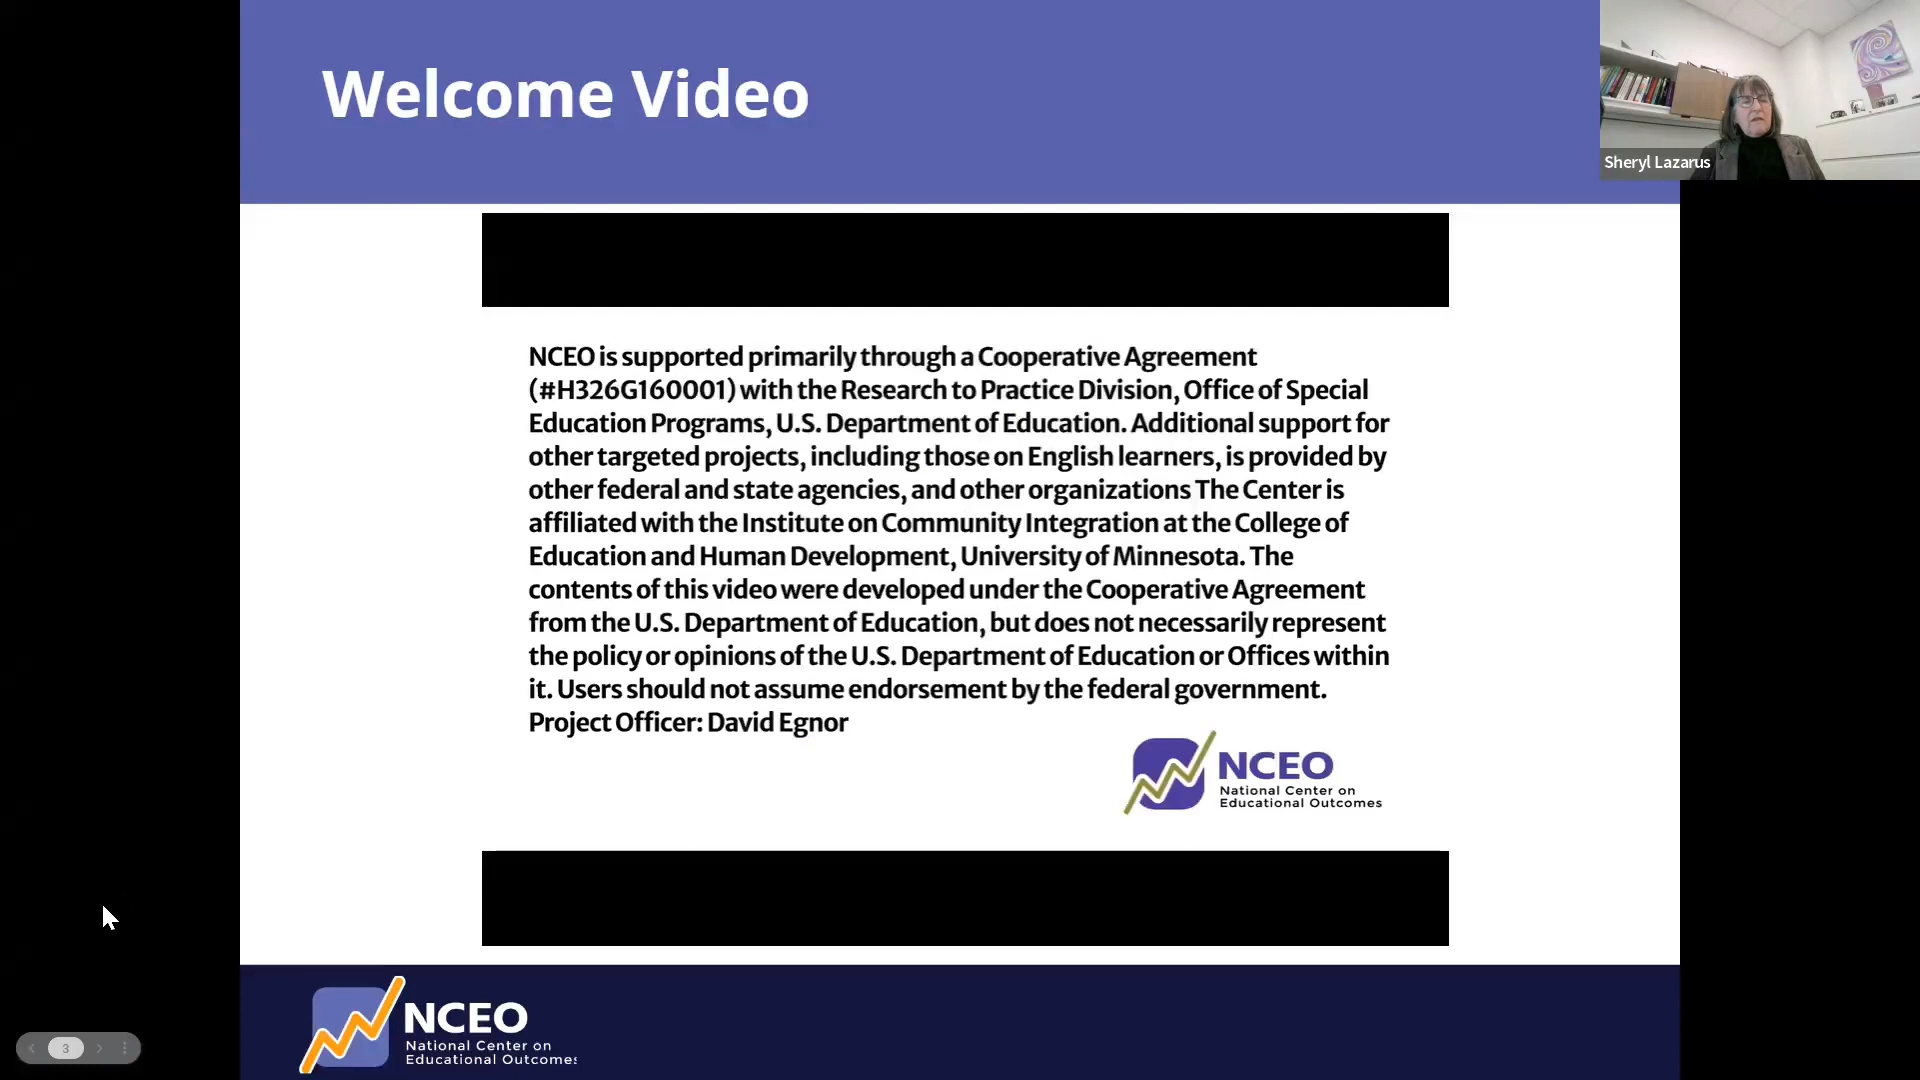 Welcome Video
Sheryl Lazarus
NCEO is supported primarily through a Cooperative Agreement
(#H326G160001) with the Research to Practice Division, Office of Special
Education Programs, U.S. Department of Education. Additional support for
other targeted projects, including those on English learners, is provided by
other federal and state agencies, and other organizations The Center is
affiliated with the Institute on Community Integration at the College of
Education and Human Development, University of Minnesota. The
contents of this video were developed under the Cooperative Agreement
from the U.S. Department of Education, but does not necessarily represent
the policy or opinions of the U.S. Department of Education or Offices within
it. Users should not assume endorsement by the federal government.
Project Officer: David Egnor
NCEO
National Center on
Educational Outcomes
NCEO
National Center on
Educational Outcomes
3